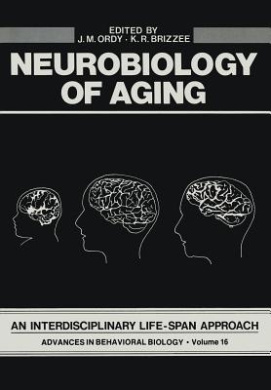 EDITED BY
J. M. ORDY • K. R. BRIZZEE
NEUROBIOLOGY
OF AGING
AN INTERDISCIPLINARY LIFE-SPAN APPROACH
ADVANCES IN BEHAVIORAL BIOLOGY • Volume 16